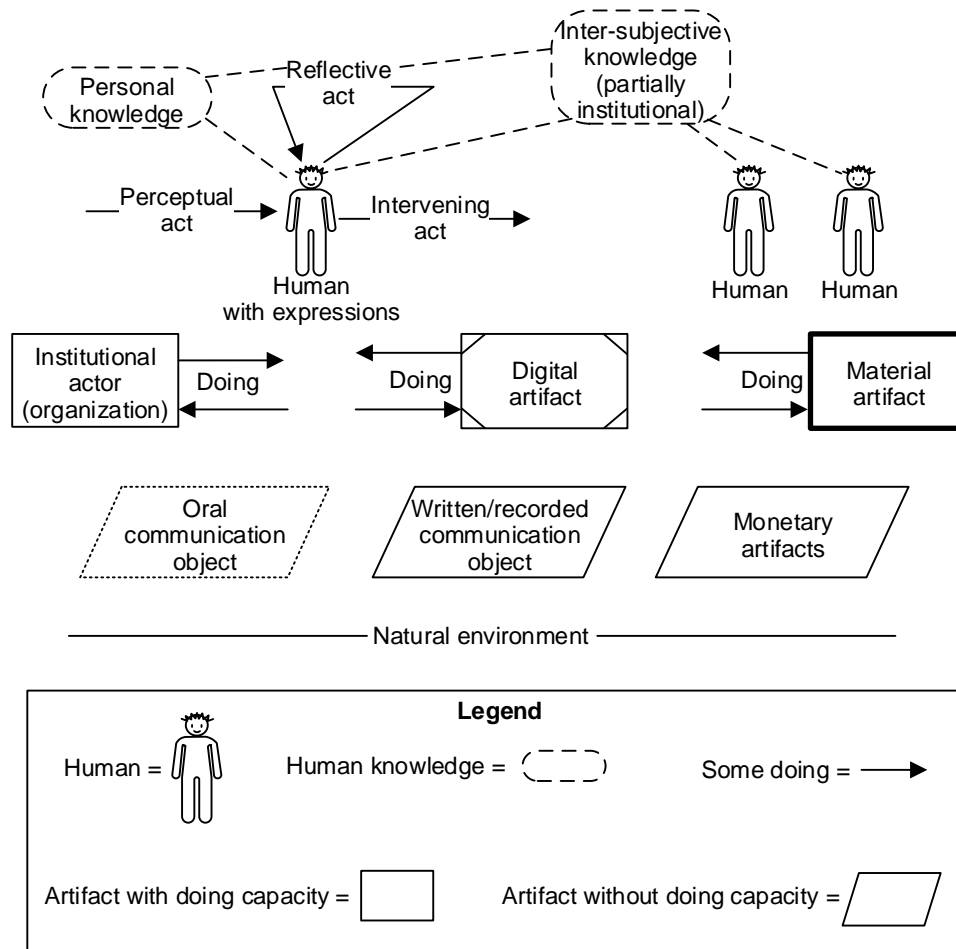 Inter-subjective
knowledge
(partially
institutional)
Reflective
act
Personal
knowledge
Perceptual
act
Intervening
act
Human
with expressions
Human
Human
Institutional
actor
(organization)
Doing
Doing
Digital
artifact
Doing
Material
artifact
Oral
communication
object
Written/recorded
communication
object
Monetary
artifacts
Natural environment
Legend
Human =
Human knowledge =
Some doing =
Artifact with doing capacity =
Artifact without doing capacity =